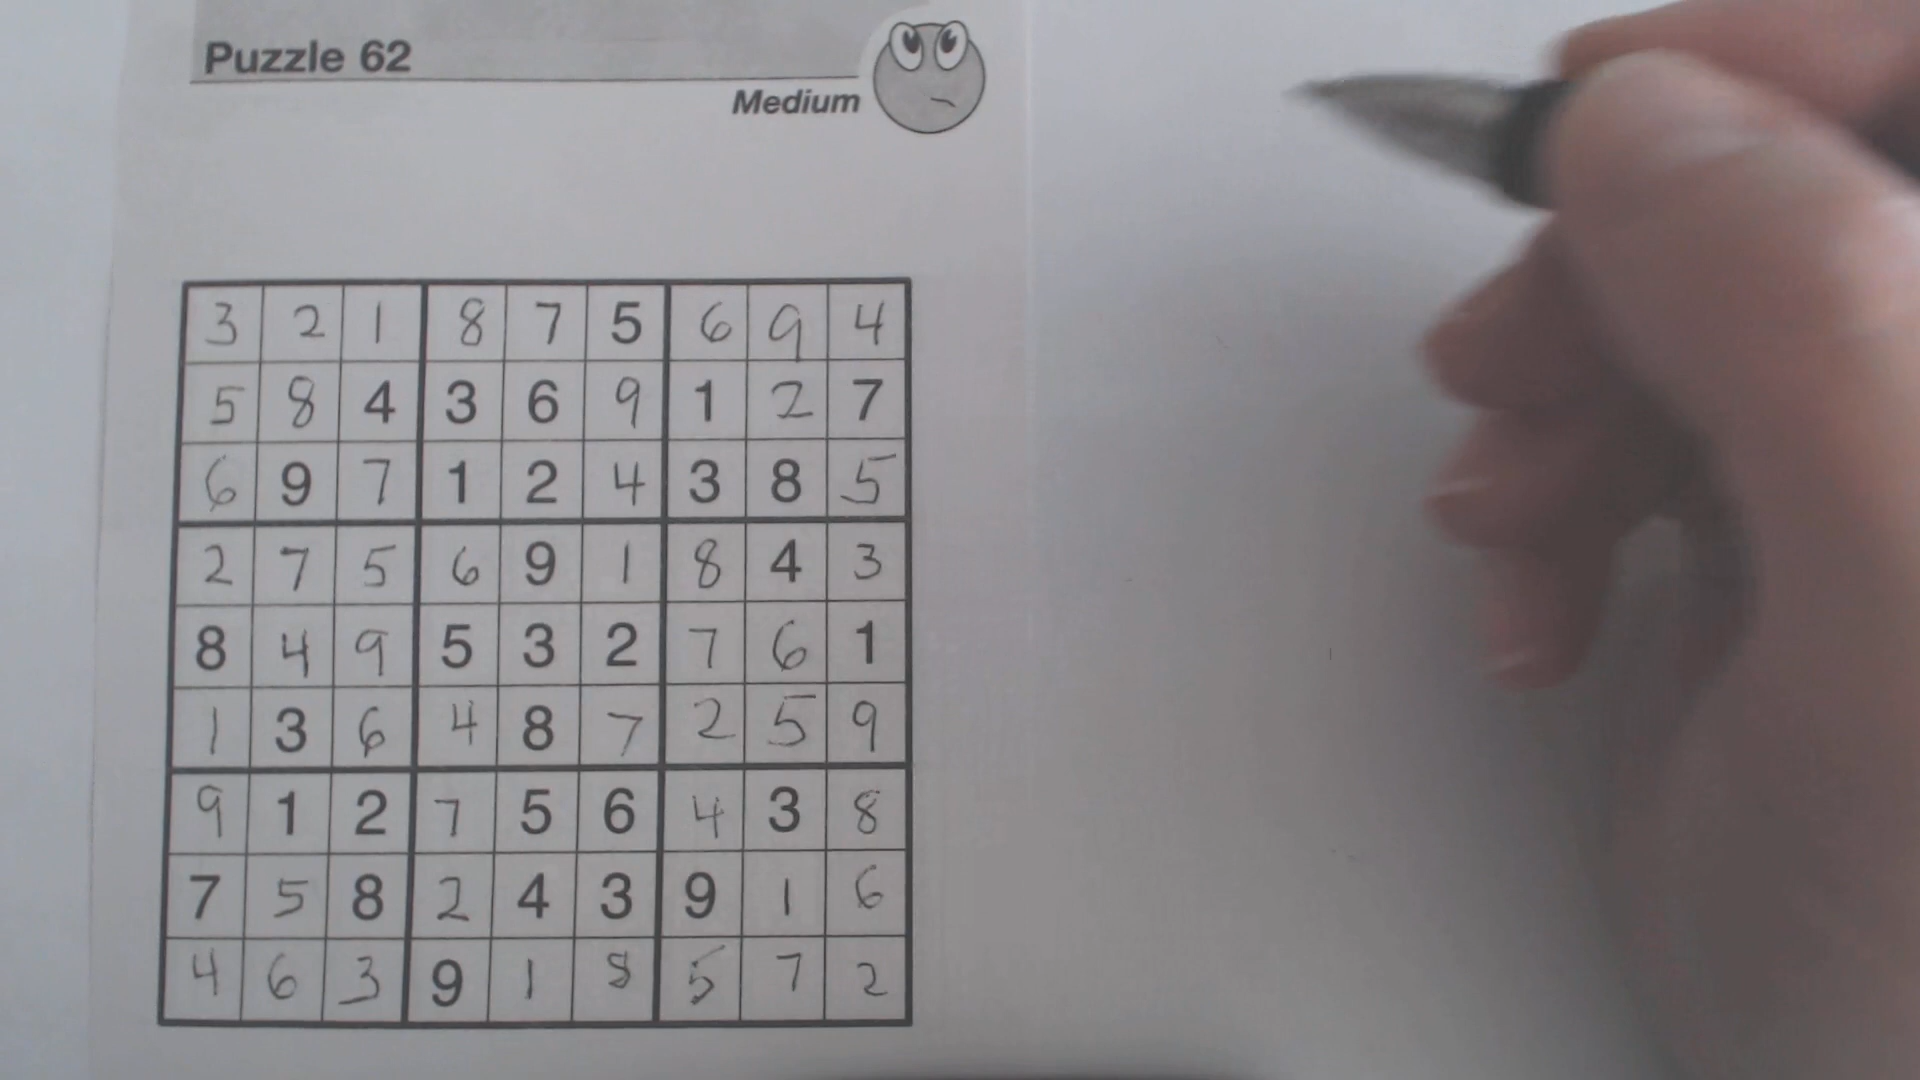 Puzzle 62
Medium
3 2 1 8 7 5 6 9 4
5 8 4 3 6 9 1 2 7
6 9 7 1 2 4 3 8 5
2 7 5 6 9 1 8 4 3
8 4 9 5 3 2 7 6 1
1 3 6 4 8 7 2 5 9
9 1 2 7 5 6 4 3 8
7 5 8 2 4 3 9 1 6
4 6 3 9 1 8 5 7 2